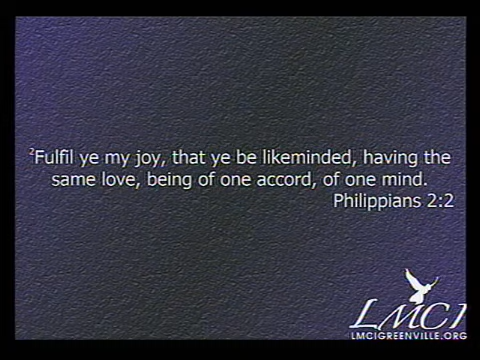 2Fulfil ye my joy, that ye be likeminded, having the
same love, being of one accord, of one mind.
Philippians 2:2
LMCI
LMCIGREENVILLE.ORG